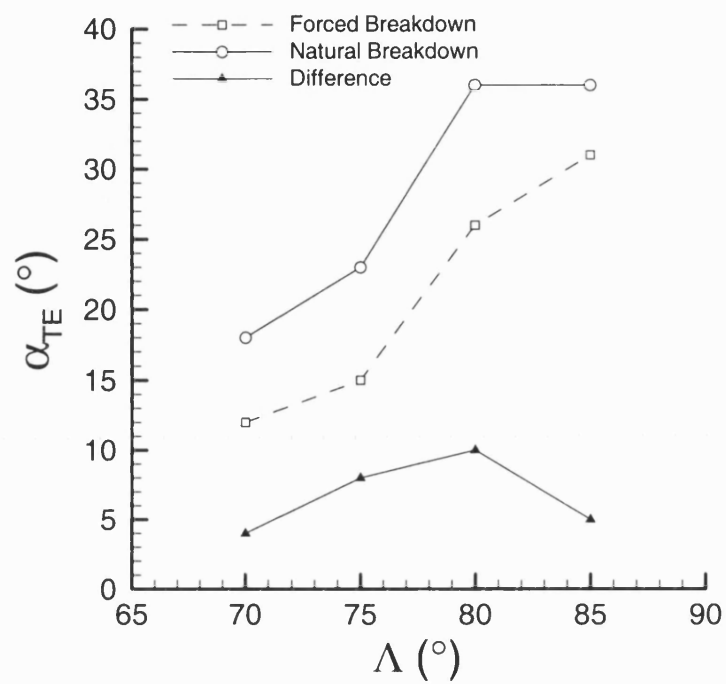 Forced Breakdown
Natural Breakdown
Difference
40
35
30
25
20
15
10
5
0
α_TE (°)
65 70 75 80 85 90
Λ (°)